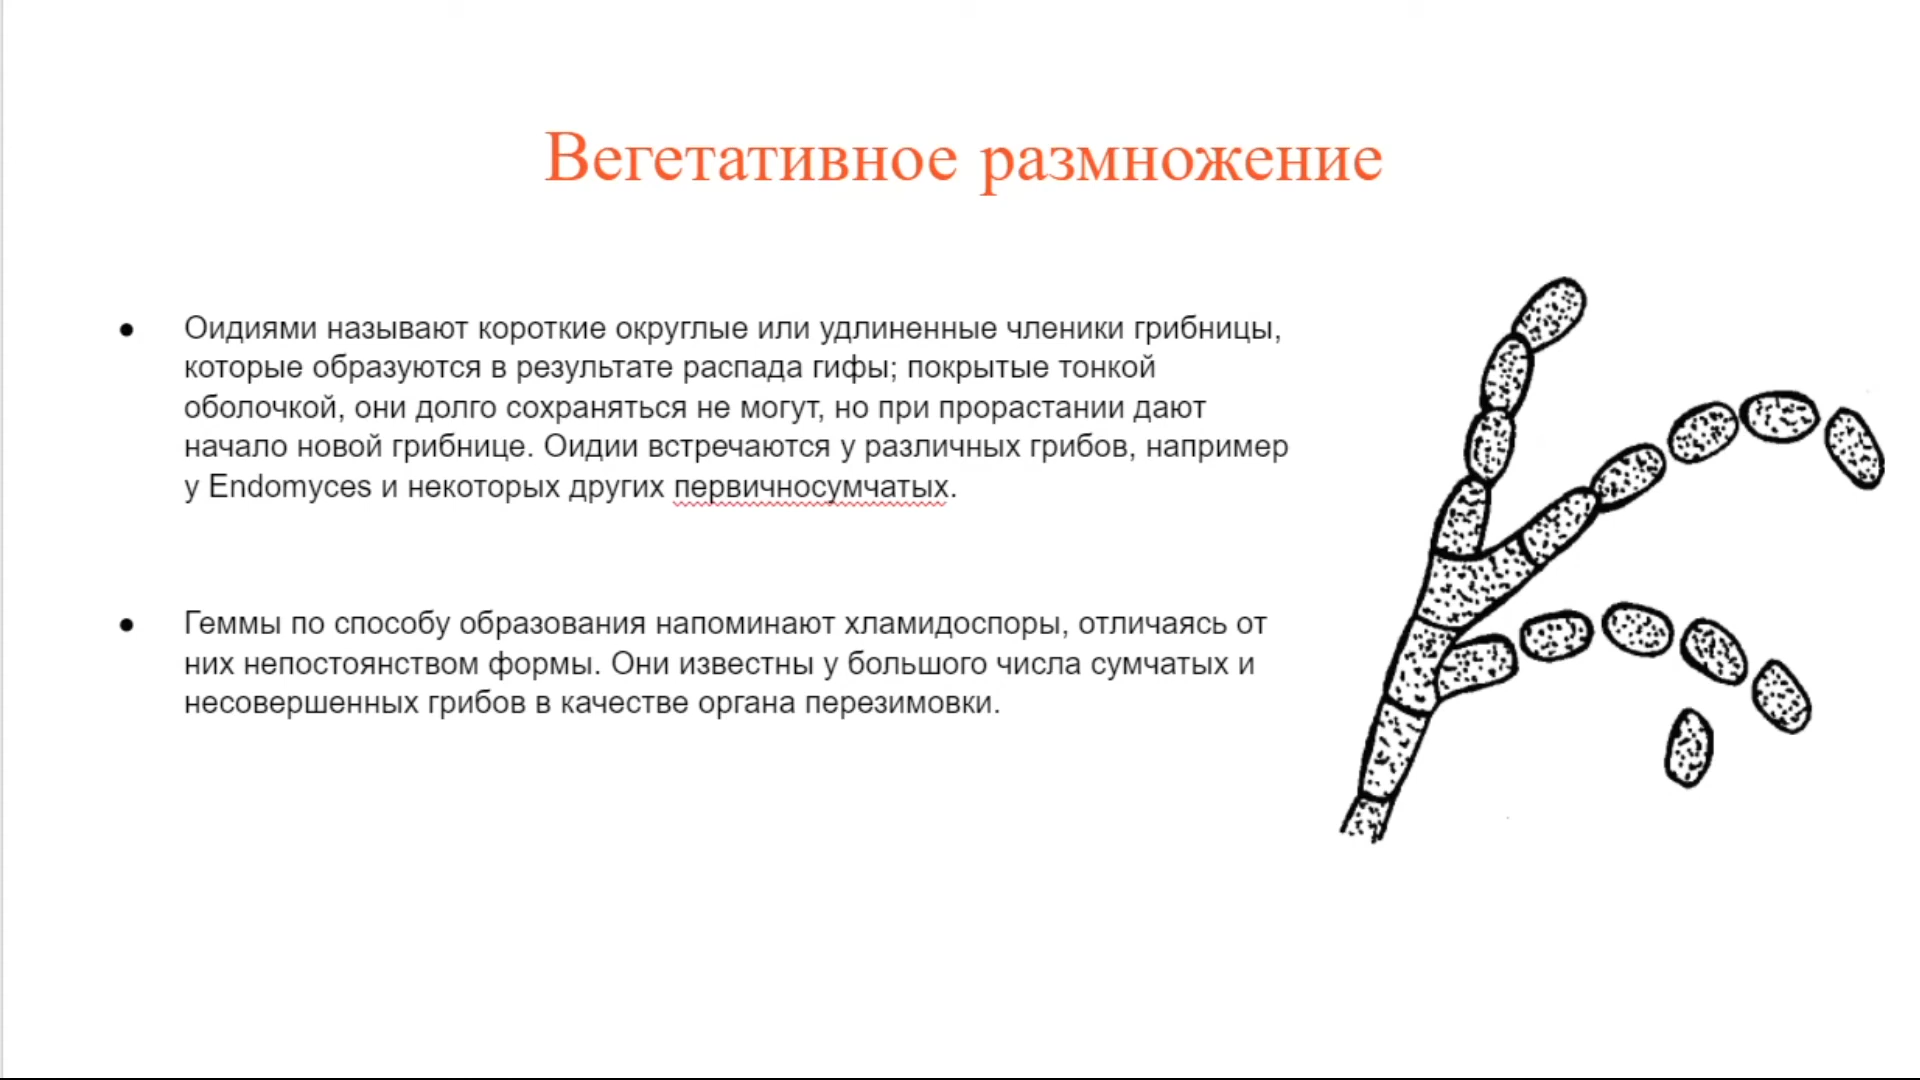 Вегетативное размножение
● Оидиями называют короткие округлые или удлиненные членики грибницы,
которые образуются в результате распада гифы; покрытые тонкой
оболочкой, они долго сохраняться не могут, но при прорастании дают
начало новой грибнице. Оидии встречаются у различных грибов, например
у Endomyces и некоторых других первичносумчатых.
● Геммы по способу образования напоминают хламидоспоры, отличаясь от
них непостоянством формы. Они известны у большого числа сумчатых и
несовершенных грибов в качестве органа перезимовки.